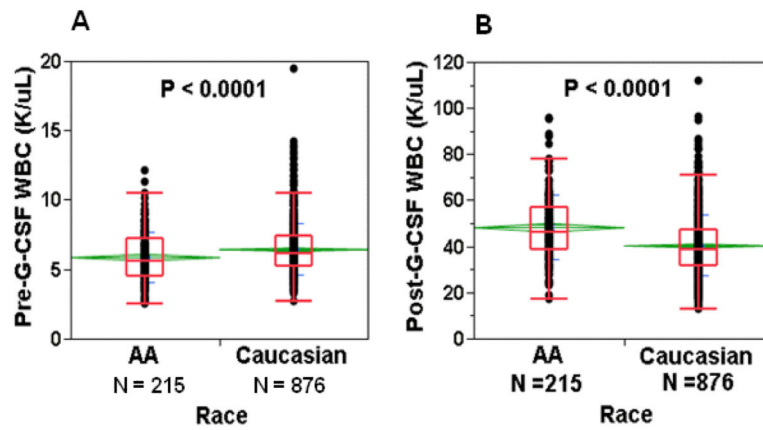 A
Pre-G-CSF WBC (K/uL)
20
15
10
5
0
P < 0.0001
AA
Caucasian
N = 215
N = 876
Race
B
Post-G-CSF WBC (K/uL)
120
100
80
60
40
20
0
P < 0.0001
AA
Caucasian
N =215
N =876
Race